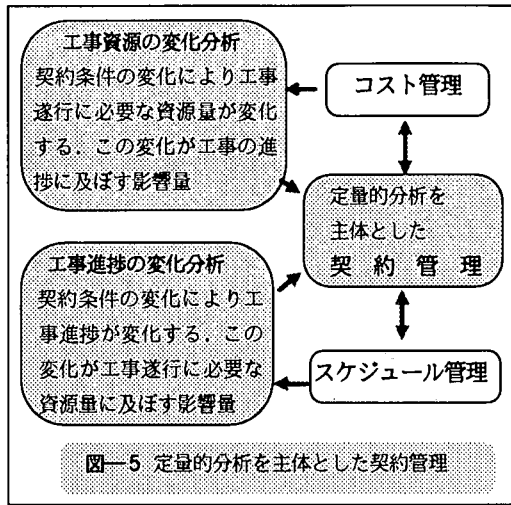 工事資源の変化分析
契約条件の変化により工事
遂行に必要な資源量が変化
する．この変化が工事の進
捗に及ぼす影響量
コスト管理
定量的分析を
主体とした
契約管理
工事進捗の変化分析
契約条件の変化により工
事進捗が変化する．この
変化が工事遂行に必要な
資源量に及ぼす影響量
スケジュール管理
図―5 定量的分析を主体とした契約管理